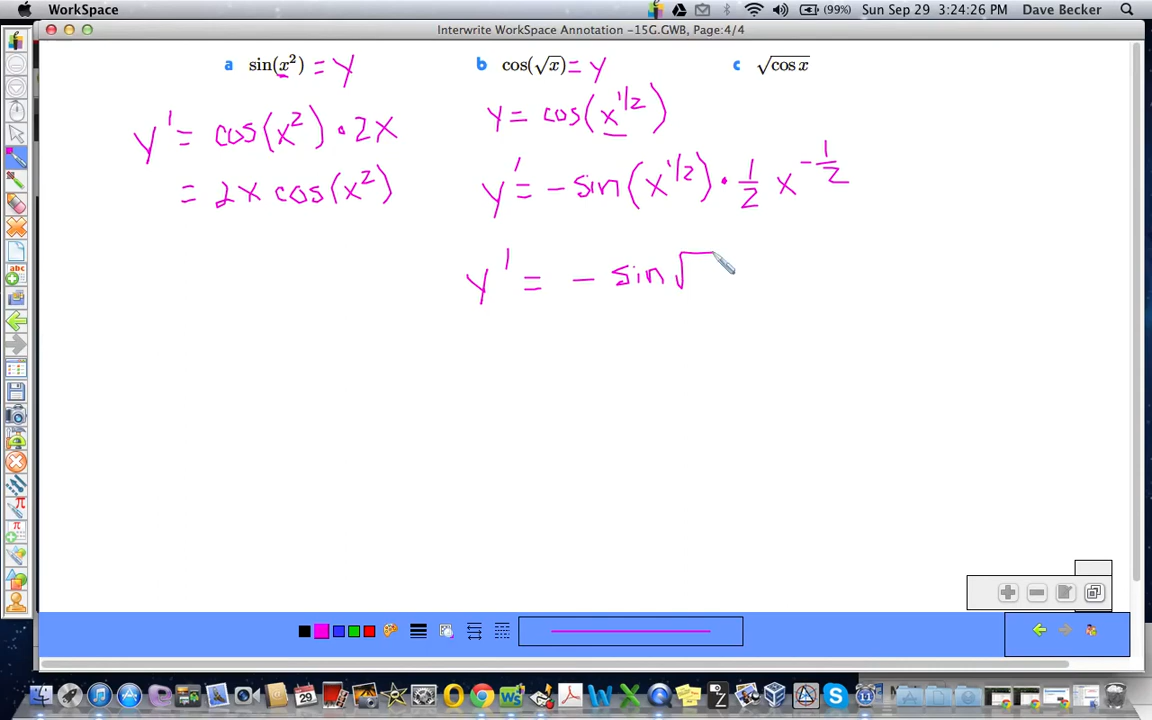 WorkSpace (99%) Sun Sep 29 3:24:26 PM Dave Becker
Interwrite WorkSpace Annotation -15G.GWB, Page:4/4
a sin(x²) = y b cos(√x) = y c √cos x
y' = cos(x²) · 2x
= 2x cos(x²)
y = cos(x^1/2)
y' = - sin(x^1/2) · 1/2 x^-1/2
y' = - sin√